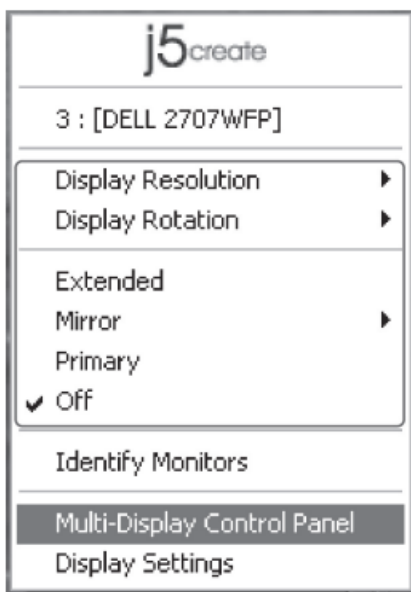 j5create
3 : [DELL 2707WFP]
Display Resolution
Display Rotation
Extended
Mirror
Primary
Off
Identify Monitors
Multi-Display Control Panel
Display Settings